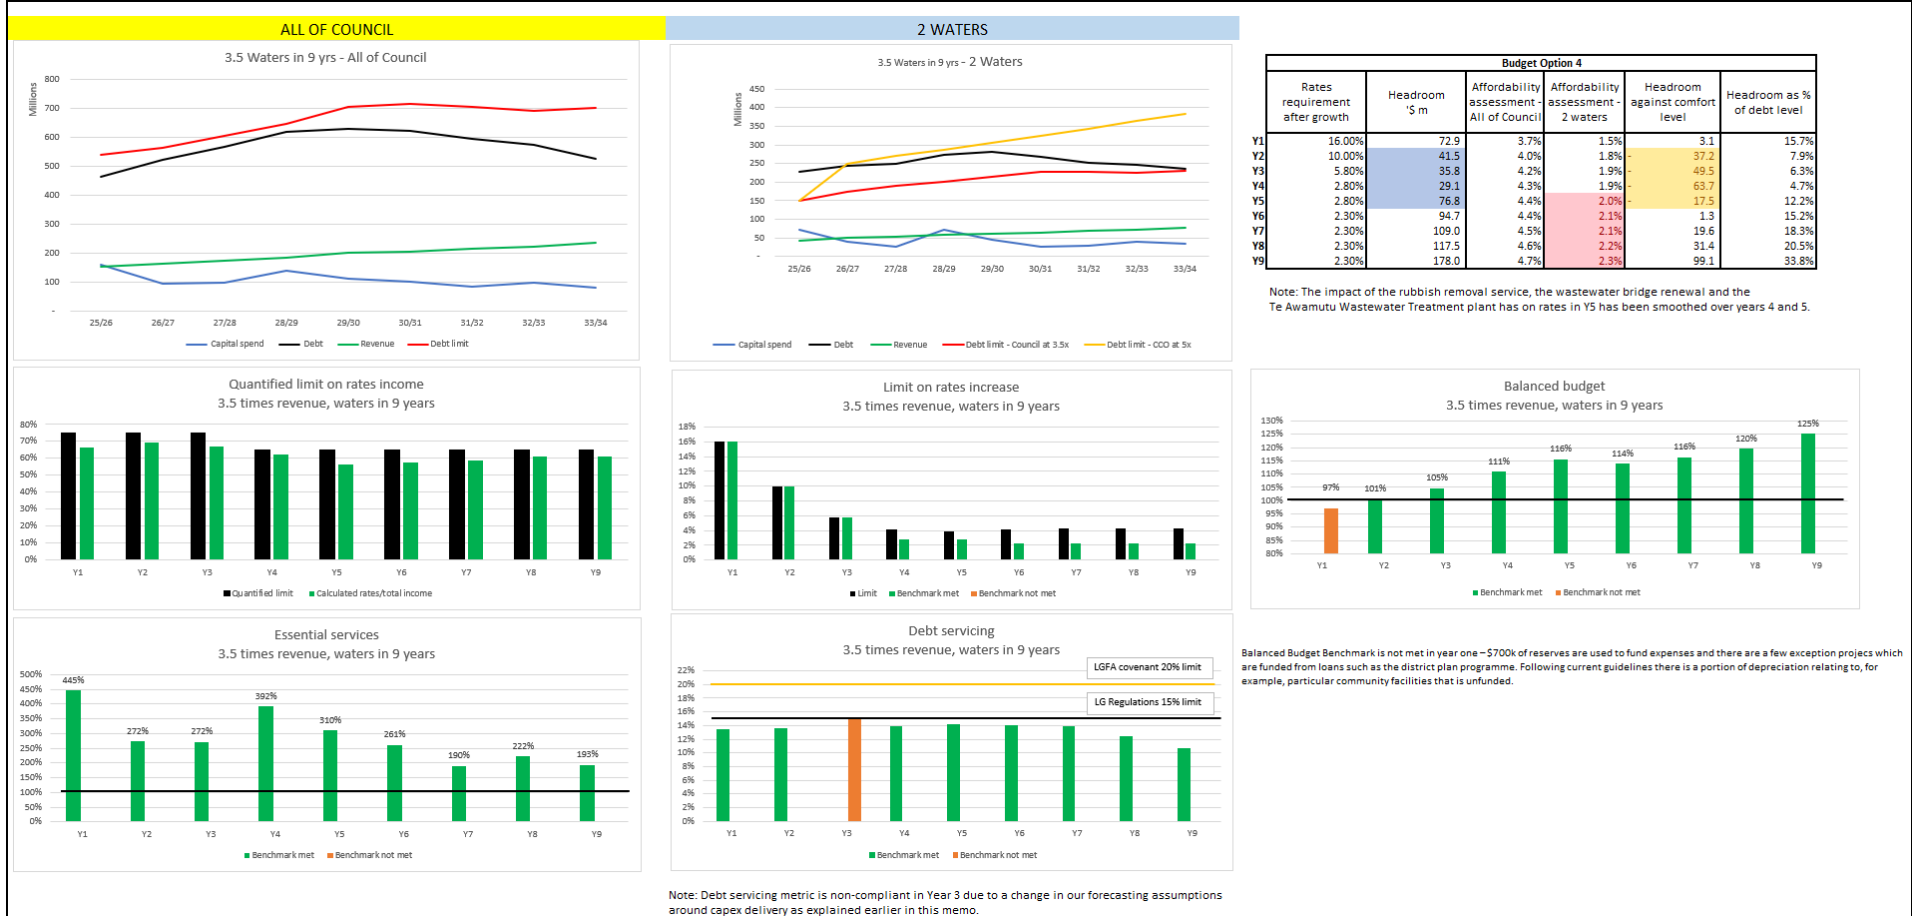 ALL OF COUNCIL
2 WATERS
3.5 Waters in 9 yrs - All of Council
Millions
800
700
600
500
400
300
200
100
-
25/26 26/27 27/28 28/29 29/30 30/31 31/32 32/33 33/34
Capital spend Debt Revenue Debt limit
3.5 Waters in 9 yrs - 2 Waters
Millions
450
400
350
300
250
200
150
100
50
-
25/26 26/27 27/28 28/29 29/30 30/31 31/32 32/33 33/34
Capital spend Debt Revenue Debt limit - Council at 3.5x Debt limit - CCO at 5x
Budget Option 4
Rates requirement after growth
Headroom '$ m
Affordability assessment - All of Council
Affordability assessment - 2 waters
Headroom against comfort level
Headroom as % of debt level
Y1 16.00% 72.9 3.7% 1.5% 3.1 15.7%
Y2 10.00% 41.5 4.0% 1.8% - 37.2 7.9%
Y3 5.80% 35.8 4.2% 1.9% - 49.5 6.3%
Y4 2.80% 29.1 4.3% 1.9% - 63.7 4.7%
Y5 2.80% 76.8 4.4% 2.0% - 17.5 12.2%
Y6 2.30% 94.7 4.4% 2.1% 1.3 15.2%
Y7 2.30% 109.0 4.5% 2.1% 19.6 18.3%
Y8 2.30% 117.5 4.6% 2.2% 31.4 20.5%
Y9 2.30% 178.0 4.7% 2.3% 99.1 33.8%
Note: The impact of the rubbish removal service, the wastewater bridge renewal and the
Te Awamutu Wastewater Treatment plant has on rates in Y5 has been smoothed over years 4 and 5.
Quantified limit on rates income
3.5 times revenue, waters in 9 years
80%
70%
60%
50%
40%
30%
20%
10%
0%
Y1 Y2 Y3 Y4 Y5 Y6 Y7 Y8 Y9
Quantified limit Calculated rates/total income
Limit on rates increase
3.5 times revenue, waters in 9 years
18%
16%
14%
12%
10%
8%
6%
4%
2%
0%
Y1 Y2 Y3 Y4 Y5 Y6 Y7 Y8 Y9
Limit Benchmark met Benchmark not met
Balanced budget
3.5 times revenue, waters in 9 years
130%
125%
120%
115%
110%
105%
100%
95%
90%
85%
80%
97% 101% 105% 111% 116% 114% 116% 120% 125%
Y1 Y2 Y3 Y4 Y5 Y6 Y7 Y8 Y9
Benchmark met Benchmark not met
Essential services
3.5 times revenue, waters in 9 years
500%
450%
400%
350%
300%
250%
200%
150%
100%
50%
0%
445% 272% 272% 392% 310% 261% 190% 222% 193%
Y1 Y2 Y3 Y4 Y5 Y6 Y7 Y8 Y9
Benchmark met Benchmark not met
Debt servicing
3.5 times revenue, waters in 9 years
22%
20%
18%
16%
14%
12%
10%
8%
6%
4%
2%
0%
LGFA covenant 20% limit
LG Regulations 15% limit
Y1 Y2 Y3 Y4 Y5 Y6 Y7 Y8 Y9
Benchmark met Benchmark not met
Balanced Budget Benchmark is not met in year one – $700k of reserves are used to fund expenses and there are a few exception projecs which
are funded from loans such as the district plan programme. Following current guidelines there is a portion of depreciation relating to, for
example, particular community facilities that is unfunded.
Note: Debt servicing metric is non-compliant in Year 3 due to a change in our forecasting assumptions
around capex delivery as explained earlier in this memo.